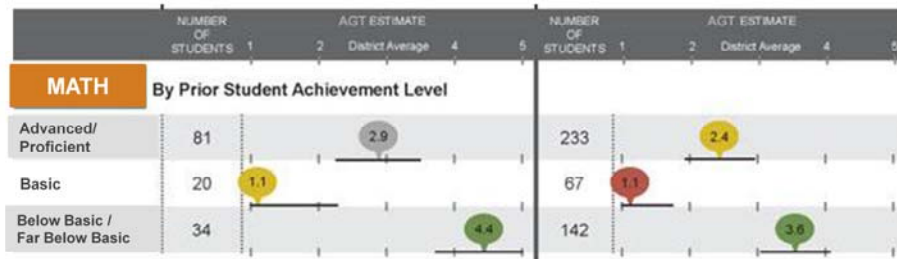 NUMBER OF STUDENTS AGT ESTIMATE NUMBER OF STUDENTS AGT ESTIMATE
1 2 District Average 4 5 1 2 District Average 4 5
MATH By Prior Student Achievement Level
Advanced/ Proficient 81 2.9 233 2.4
Basic 20 1.1 67 1.1
Below Basic / Far Below Basic 34 4.4 142 3.6